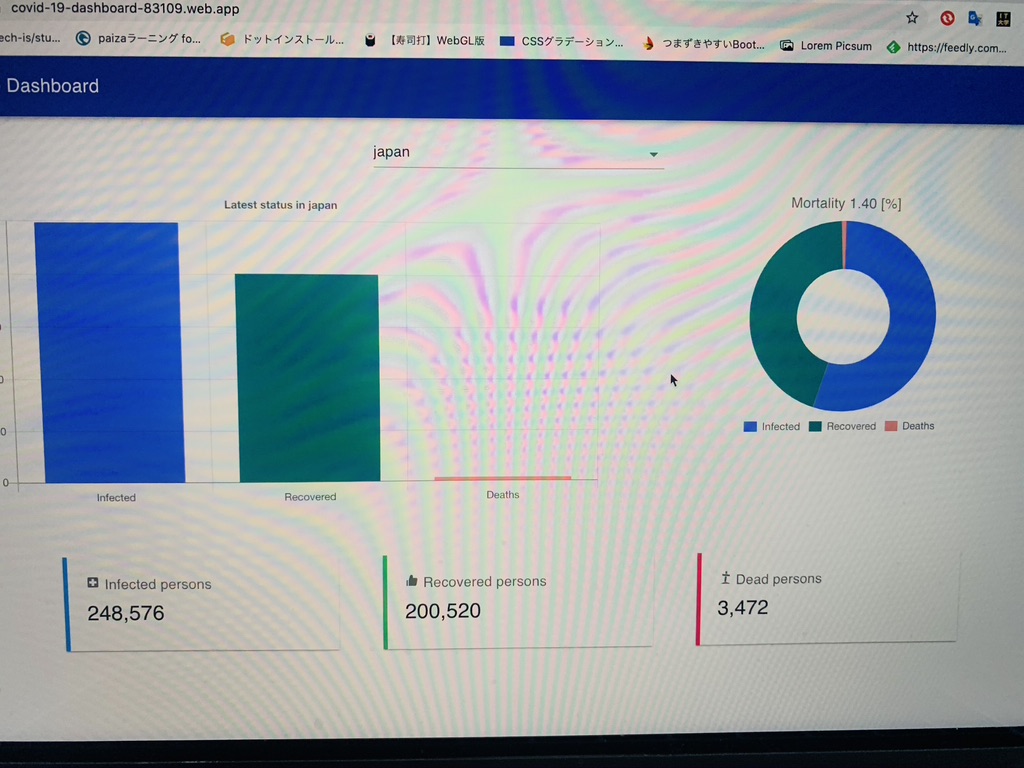 covid-19-dashboard-83109.web.app
ech-is/stu... paizaラーニング fo... ドットインストール... 【寿司打】WebGL版 CSSグラデーション... つまずきやすいBoot... Lorem Picsum https://feedly.com...
Dashboard
japan
Latest status in japan
Mortality 1.40 [%]
0
0
0
Infected
Recovered
Deaths
Infected Recovered Deaths
Infected persons
248,576
Recovered persons
200,520
Dead persons
3,472